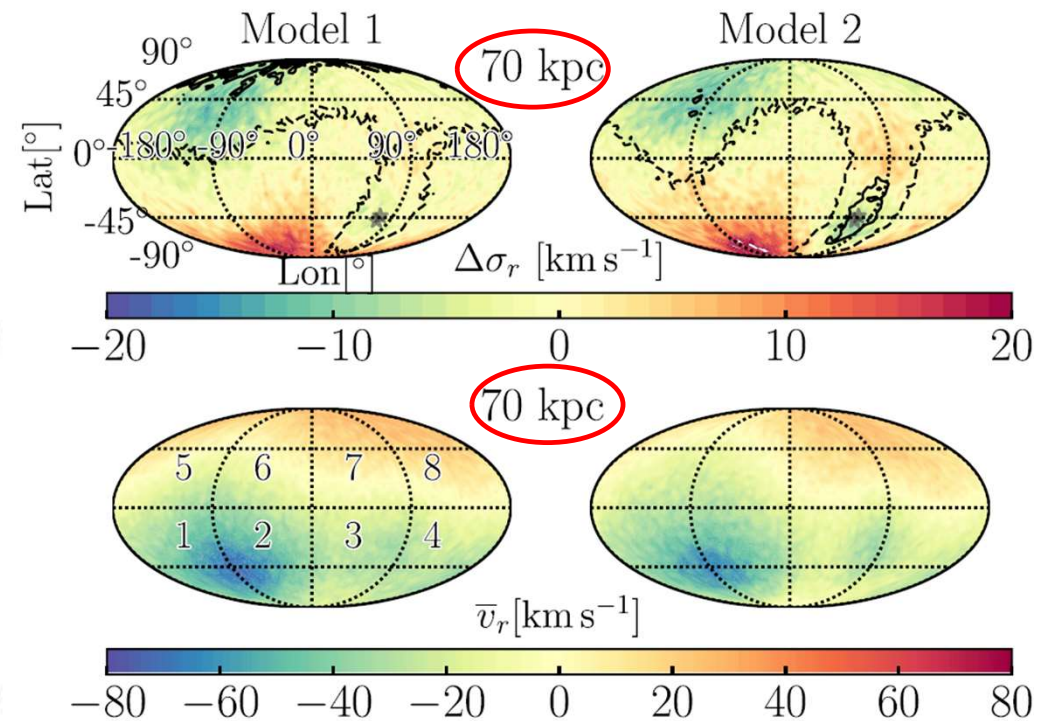 Model 1
70 kpc
Model 2
90°
45°
0°
-45°
-90°
Lat[°]
-180° -90° 0° 90° 180°
Lon[°]
Δσ_r [km s⁻¹]
−20 −10 0 10 20
70 kpc
5 6 7 8
1 2 3 4
v̅_r[km s⁻¹]
−80 −60 −40 −20 0 20 40 60 80